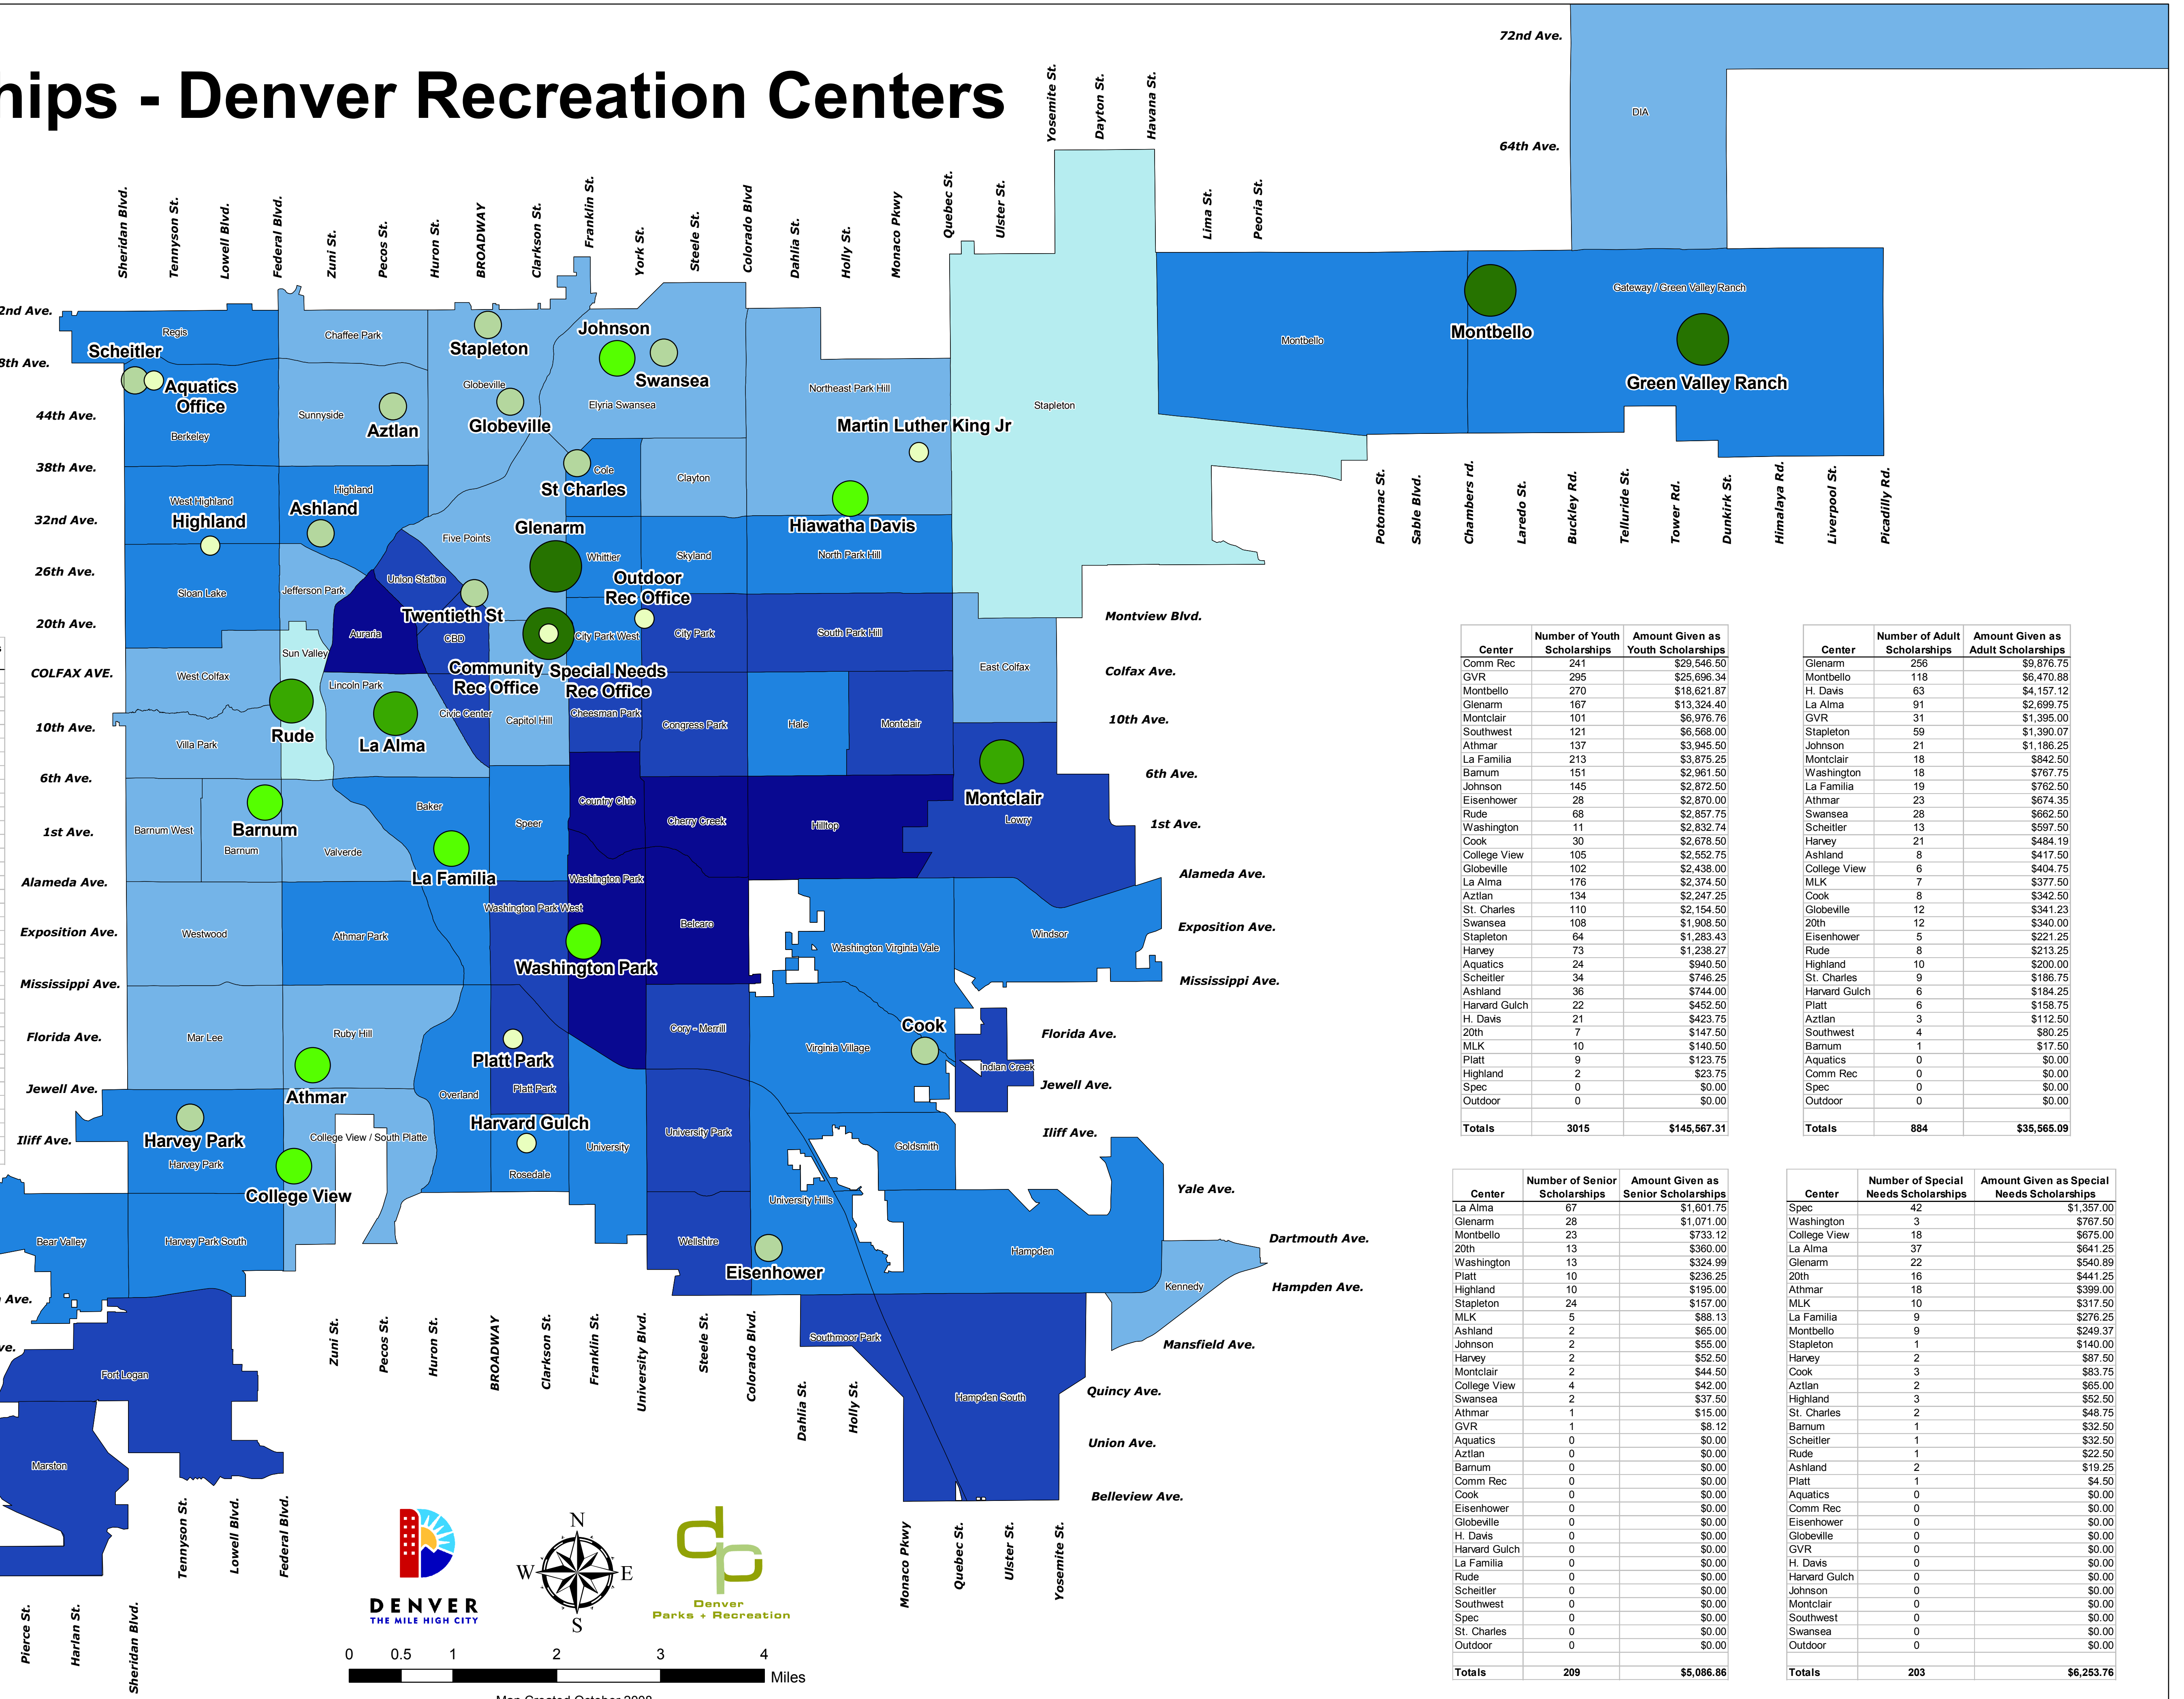 hips - Denver Recreation Centers
72nd Ave.
64th Ave.
DIA
Yosemite St.
Dayton St.
Havana St.
Sheridan Blvd.
Tennyson St.
Lowell Blvd.
Federal Blvd.
Zuni St.
Pecos St.
Huron St.
BROADWAY
Clarkson St.
Franklin St.
York St.
Steele St.
Colorado Blvd
Dahlia St.
Holly St.
Monaco Pkwy
Quebec St.
Ulster St.
Lima St.
Peoria St.
2nd Ave.
8th Ave.
44th Ave.
38th Ave.
32nd Ave.
26th Ave.
20th Ave.
COLFAX AVE.
10th Ave.
6th Ave.
1st Ave.
Alameda Ave.
Exposition Ave.
Mississippi Ave.
Florida Ave.
Jewell Ave.
Iliff Ave.
Ave.
ve.
Regis
Scheitler
Aquatics
Office
Berkeley
Chaffee Park
Sunnyside
Aztlan
Stapleton
Globeville
Globeville
Johnson
Swansea
Elyria Swansea
Northeast Park Hill
Martin Luther King Jr
Stapleton
Montbello
Montbello
Gateway / Green Valley Ranch
Green Valley Ranch
West Highland
Highland
Highland
Ashland
Cole
St Charles
Clayton
Hiawatha Davis
Five Points
Glenarm
Whittier
Skyland
North Park Hill
Sloan Lake
Jefferson Park
Union Station
Twentieth St
Outdoor
Rec Office
Auraria
CBD
City Park West
City Park
South Park Hill
Sun Valley
West Colfax
Community
Rec Office
Special Needs
Rec Office
East Colfax
Lincoln Park
Rude
La Alma
Civic Center
Capitol Hill
Cheesman Park
Congress Park
Hale
Montclair
Villa Park
Montclair
Lowry
Barnum West
Barnum
Barnum
Valverde
Baker
La Familia
Speer
Country Club
Cherry Creek
Hilltop
Washington Park
Washington Park West
Belcaro
Westwood
Athmar Park
Washington Park
Washington Virginia Vale
Windsor
Mar Lee
Ruby Hill
Athmar
Platt Park
Platt Park
Overland
Cory - Merrill
Virginia Village
Cook
Indian Creek
Harvey Park
Harvey Park
College View / South Platte
College View
Harvard Gulch
Rosedale
University
University Park
Goldsmith
University Hills
Bear Valley
Harvey Park South
Wellshire
Eisenhower
Hampden
Kennedy
Southmoor Park
Hampden South
Fort Logan
Marston
Potomac St.
Sable Blvd.
Chambers rd.
Laredo St.
Buckley Rd.
Telluride St.
Tower Rd.
Dunkirk St.
Himalaya Rd.
Liverpool St.
Picadilly Rd.
Montview Blvd.
Colfax Ave.
10th Ave.
6th Ave.
1st Ave.
Alameda Ave.
Exposition Ave.
Mississippi Ave.
Florida Ave.
Jewell Ave.
Iliff Ave.
Yale Ave.
Dartmouth Ave.
Hampden Ave.
Mansfield Ave.
Quincy Ave.
Union Ave.
Belleview Ave.
Zuni St.
Pecos St.
Huron St.
BROADWAY
Clarkson St.
Franklin St.
University Blvd.
Steele St.
Colorado Blvd.
Dahlia St.
Holly St.
Tennyson St.
Lowell Blvd.
Federal Blvd.
Monaco Pkwy
Quebec St.
Ulster St.
Yosemite St.
Pierce St.
Harlan St.
Sheridan Blvd.
Center Number of Youth Scholarships Amount Given as Youth Scholarships
Comm Rec 241 $29,546.50
GVR 295 $25,696.34
Montbello 270 $18,621.87
Glenarm 167 $13,324.40
Montclair 101 $6,976.76
Southwest 121 $6,568.00
Athmar 137 $3,945.50
La Familia 213 $3,875.25
Barnum 151 $2,961.50
Johnson 145 $2,872.50
Eisenhower 28 $2,870.00
Rude 68 $2,857.75
Washington 11 $2,832.74
Cook 30 $2,678.50
College View 105 $2,552.75
Globeville 102 $2,438.00
La Alma 176 $2,374.50
Aztlan 134 $2,247.25
St. Charles 110 $2,154.50
Swansea 108 $1,908.50
Stapleton 64 $1,283.43
Harvey 73 $1,238.27
Aquatics 24 $940.50
Scheitler 34 $746.25
Ashland 36 $744.00
Harvard Gulch 22 $452.50
H. Davis 21 $423.75
20th 7 $147.50
MLK 10 $140.50
Platt 9 $123.75
Highland 2 $23.75
Spec 0 $0.00
Outdoor 0 $0.00
Totals 3015 $145,567.31
Center Number of Adult Scholarships Amount Given as Adult Scholarships
Glenarm 256 $9,876.75
Montbello 118 $6,470.88
H. Davis 63 $4,157.12
La Alma 91 $2,699.75
GVR 31 $1,395.00
Stapleton 59 $1,390.07
Johnson 21 $1,186.25
Montclair 18 $842.50
Washington 18 $767.75
La Familia 19 $762.50
Athmar 23 $674.35
Swansea 28 $662.50
Scheitler 13 $597.50
Harvey 21 $484.19
Ashland 8 $417.50
College View 6 $404.75
MLK 7 $377.50
Cook 8 $342.50
Globeville 12 $341.23
20th 12 $340.00
Eisenhower 5 $221.25
Rude 8 $213.25
Highland 10 $200.00
St. Charles 9 $186.75
Harvard Gulch 6 $184.25
Platt 6 $158.75
Aztlan 3 $112.50
Southwest 4 $80.25
Barnum 1 $17.50
Aquatics 0 $0.00
Comm Rec 0 $0.00
Spec 0 $0.00
Outdoor 0 $0.00
Totals 884 $35,565.09
Center Number of Senior Scholarships Amount Given as Senior Scholarships
La Alma 67 $1,601.75
Glenarm 28 $1,071.00
Montbello 23 $733.12
20th 13 $360.00
Washington 13 $324.99
Platt 10 $236.25
Highland 10 $195.00
Stapleton 24 $157.00
MLK 5 $88.13
Ashland 2 $65.00
Johnson 2 $55.00
Harvey 2 $52.50
Montclair 2 $44.50
College View 4 $42.00
Swansea 2 $37.50
Athmar 1 $15.00
GVR 1 $8.12
Aquatics 0 $0.00
Aztlan 0 $0.00
Barnum 0 $0.00
Comm Rec 0 $0.00
Cook 0 $0.00
Eisenhower 0 $0.00
Globeville 0 $0.00
H. Davis 0 $0.00
Harvard Gulch 0 $0.00
La Familia 0 $0.00
Rude 0 $0.00
Scheitler 0 $0.00
Southwest 0 $0.00
Spec 0 $0.00
St. Charles 0 $0.00
Outdoor 0 $0.00
Totals 209 $5,086.86
Center Number of Special Needs Scholarships Amount Given as Special Needs Scholarships
Spec 42 $1,357.00
Washington 3 $767.50
College View 18 $675.00
La Alma 37 $641.25
Glenarm 22 $540.89
20th 16 $441.25
Athmar 18 $399.00
MLK 10 $317.50
La Familia 9 $276.25
Montbello 9 $249.37
Stapleton 1 $140.00
Harvey 2 $87.50
Cook 3 $83.75
Aztlan 2 $65.00
Highland 3 $52.50
St. Charles 2 $48.75
Barnum 1 $32.50
Scheitler 1 $32.50
Rude 1 $22.50
Ashland 2 $19.25
Platt 1 $4.50
Aquatics 0 $0.00
Comm Rec 0 $0.00
Eisenhower 0 $0.00
Globeville 0 $0.00
GVR 0 $0.00
H. Davis 0 $0.00
Harvard Gulch 0 $0.00
Johnson 0 $0.00
Montclair 0 $0.00
Southwest 0 $0.00
Swansea 0 $0.00
Outdoor 0 $0.00
Totals 203 $6,253.76
DENVER
THE MILE HIGH CITY
N
W E
S
dp
Denver
Parks + Recreation
0 0.5 1 2 3 4
Miles
Map Created October 2008